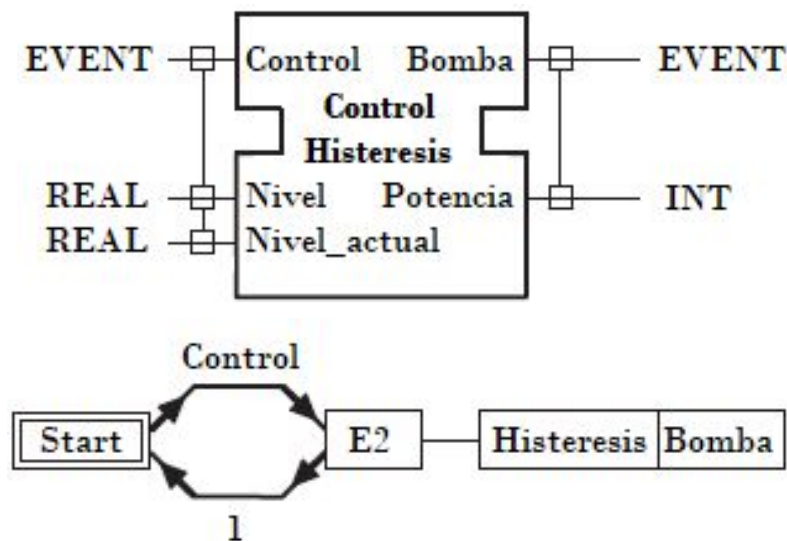 EVENT Control Bomba EVENT
Control
Histeresis
REAL Nivel Potencia INT
REAL Nivel_actual
Control
Start E2 Histeresis Bomba
1